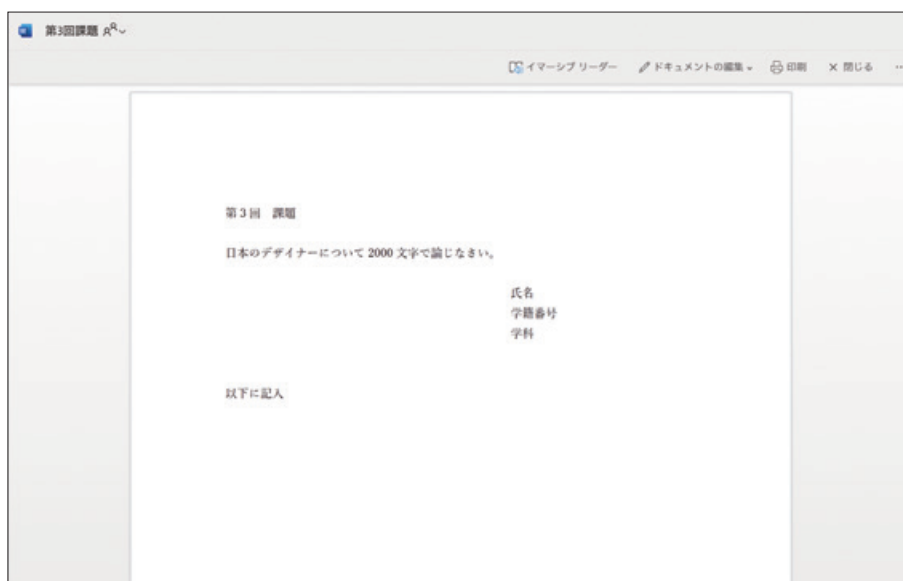 第3回課題
イマーシブ リーダー ドキュメントの編集 印刷 × 閉じる …
第３回　課題
日本のデザイナーについて 2000 文字で論じなさい。
氏名
学籍番号
学科
以下に記入